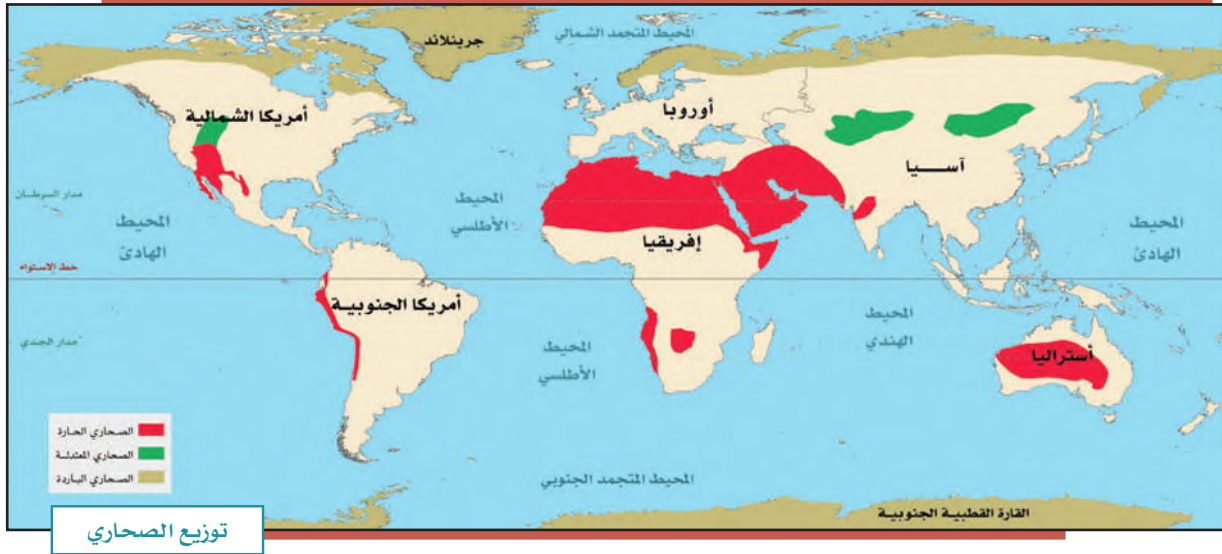 المحيط المتجمد الشمالي
جرينلاند
أمريكا الشمالية
أوروبا
آســـيا
مدار السرطـان
المحيط
الهادئ
المحيط
الأطلسي
إفريقيا
المحيط
الهادئ
خط الاستواء
أمريكا الجنوبيـة
مدار الجدي
المحيط
الأطلسي
المحيط
الهندي
أستراليا
الصحاري الحارة
الصحاري المعتدلة
الصحاري الباردة
المحيط المتجمد الجنوبي
القارة القطبية الجنوبية
توزيع الصحاري